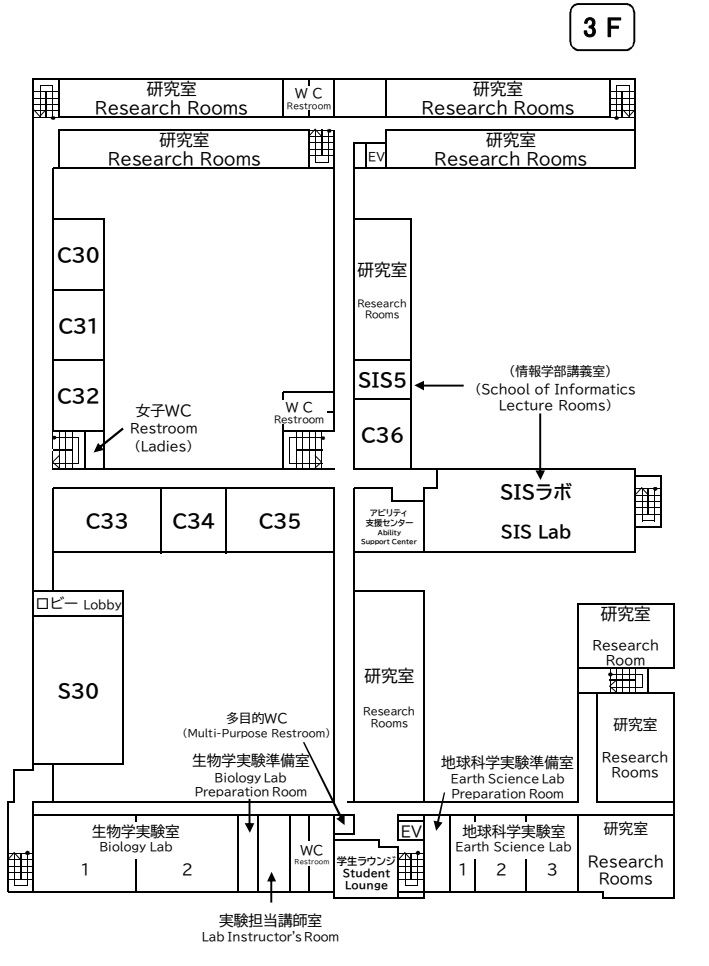 3 F
研究室
Research Rooms
W C
Restroom
研究室
Research Rooms
研究室
Research Rooms
EV
研究室
Research Rooms
C30
C31
C32
研究室
Research
Rooms
SIS5
C36
（情報学部講義室）
（School of Informatics
Lecture Rooms）
女子WC
Restroom
（Ladies）
W C
Restroom
C33
C34
C35
アビリティ
支援センター
Ability
Support Center
SISラボ
SIS Lab
ロビー Lobby
S30
研究室
Research
Rooms
研究室
Research
Room
研究室
Research
Rooms
多目的WC
（Multi-Purpose Restroom）
生物学実験準備室
Biology Lab
Preparation Room
地球科学実験準備室
Earth Science Lab
Preparation Room
生物学実験室
Biology Lab
1
2
WC
Restroom
学生ラウンジ
Student
Lounge
EV
地球科学実験室
Earth Science Lab
1
2
3
研究室
Research
Rooms
実験担当講師室
Lab Instructor's Room